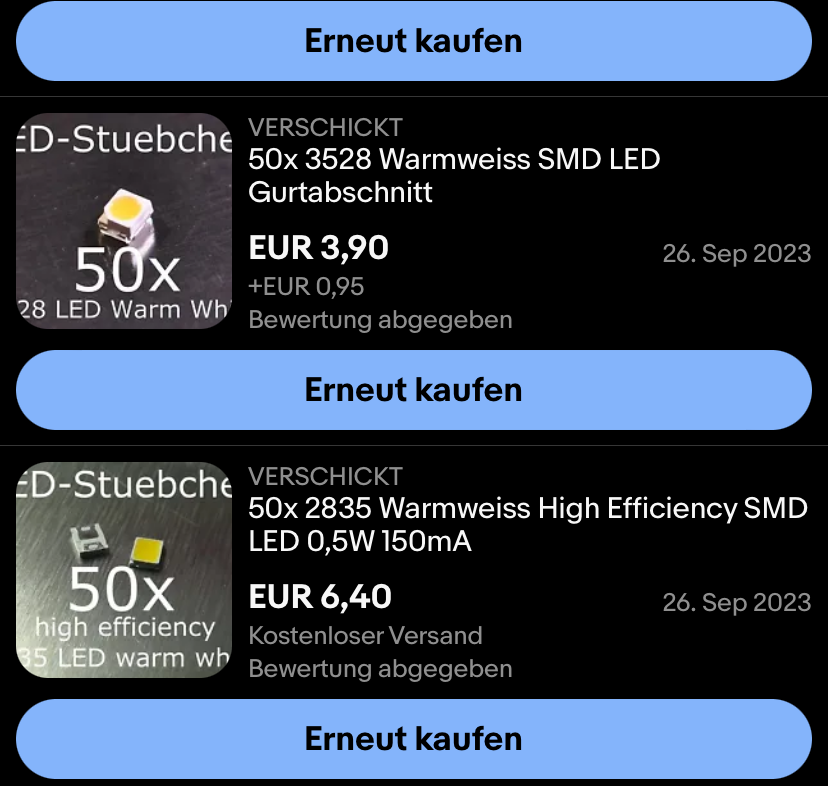 Erneut kaufen
ED-Stuebche
50x
28 LED Warm Whi
VERSCHICKT
50x 3528 Warmweiss SMD LED
Gurtabschnitt
EUR 3,90
26. Sep 2023
+EUR 0,95
Bewertung abgegeben
Erneut kaufen
ED-Stuebche
50x
high efficiency
35 LED warm wh
VERSCHICKT
50x 2835 Warmweiss High Efficiency SMD
LED 0,5W 150mA
EUR 6,40
26. Sep 2023
Kostenloser Versand
Bewertung abgegeben
Erneut kaufen